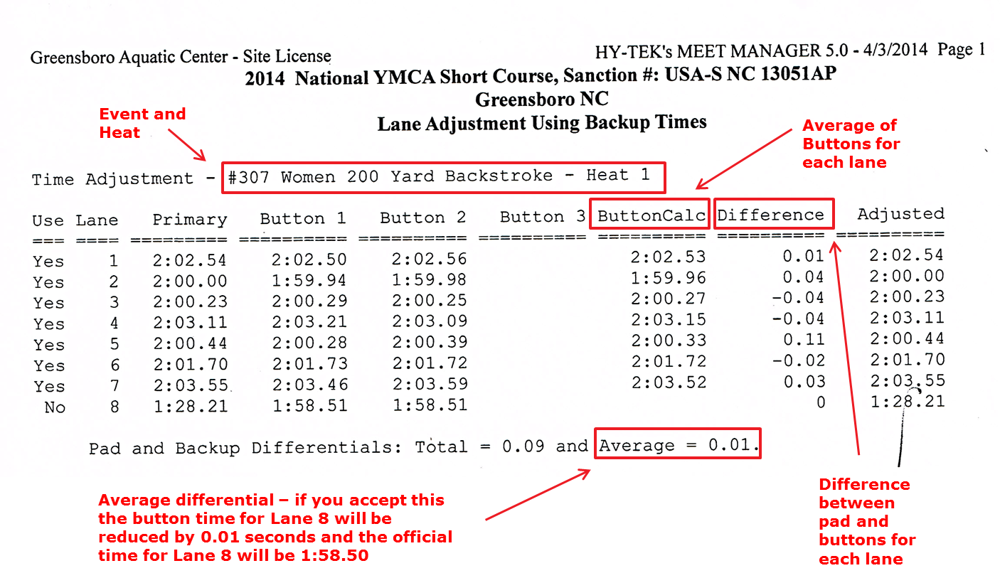 Greensboro Aquatic Center - Site License HY-TEK's MEET MANAGER 5.0 - 4/3/2014 Page 1
2014 National YMCA Short Course, Sanction #: USA-S NC 13051AP
Greensboro NC
Lane Adjustment Using Backup Times
Event and
Heat
Average of
Buttons for
each lane
Time Adjustment - #307 Women 200 Yard Backstroke - Heat 1
Use Lane Primary Button 1 Button 2 Button 3 ButtonCalc Difference Adjusted
=== ==== ========= ========== ========== ========== ========== ========== ==========
Yes 1 2:02.54 2:02.50 2:02.56 2:02.53 0.01 2:02.54
Yes 2 2:00.00 1:59.94 1:59.98 1:59.96 0.04 2:00.00
Yes 3 2:00.23 2:00.29 2:00.25 2:00.27 -0.04 2:00.23
Yes 4 2:03.11 2:03.21 2:03.09 2:03.15 -0.04 2:03.11
Yes 5 2:00.44 2:00.28 2:00.39 2:00.33 0.11 2:00.44
Yes 6 2:01.70 2:01.73 2:01.72 2:01.72 -0.02 2:01.70
Yes 7 2:03.55 2:03.46 2:03.59 2:03.52 0.03 2:03.55
No 8 1:28.21 1:58.51 1:58.51 0 1:28.21
Pad and Backup Differentials: Total = 0.09 and Average = 0.01.
Average differential – if you accept this
the button time for Lane 8 will be
reduced by 0.01 seconds and the official
time for Lane 8 will be 1:58.50
Difference
between
pad and
buttons for
each lane